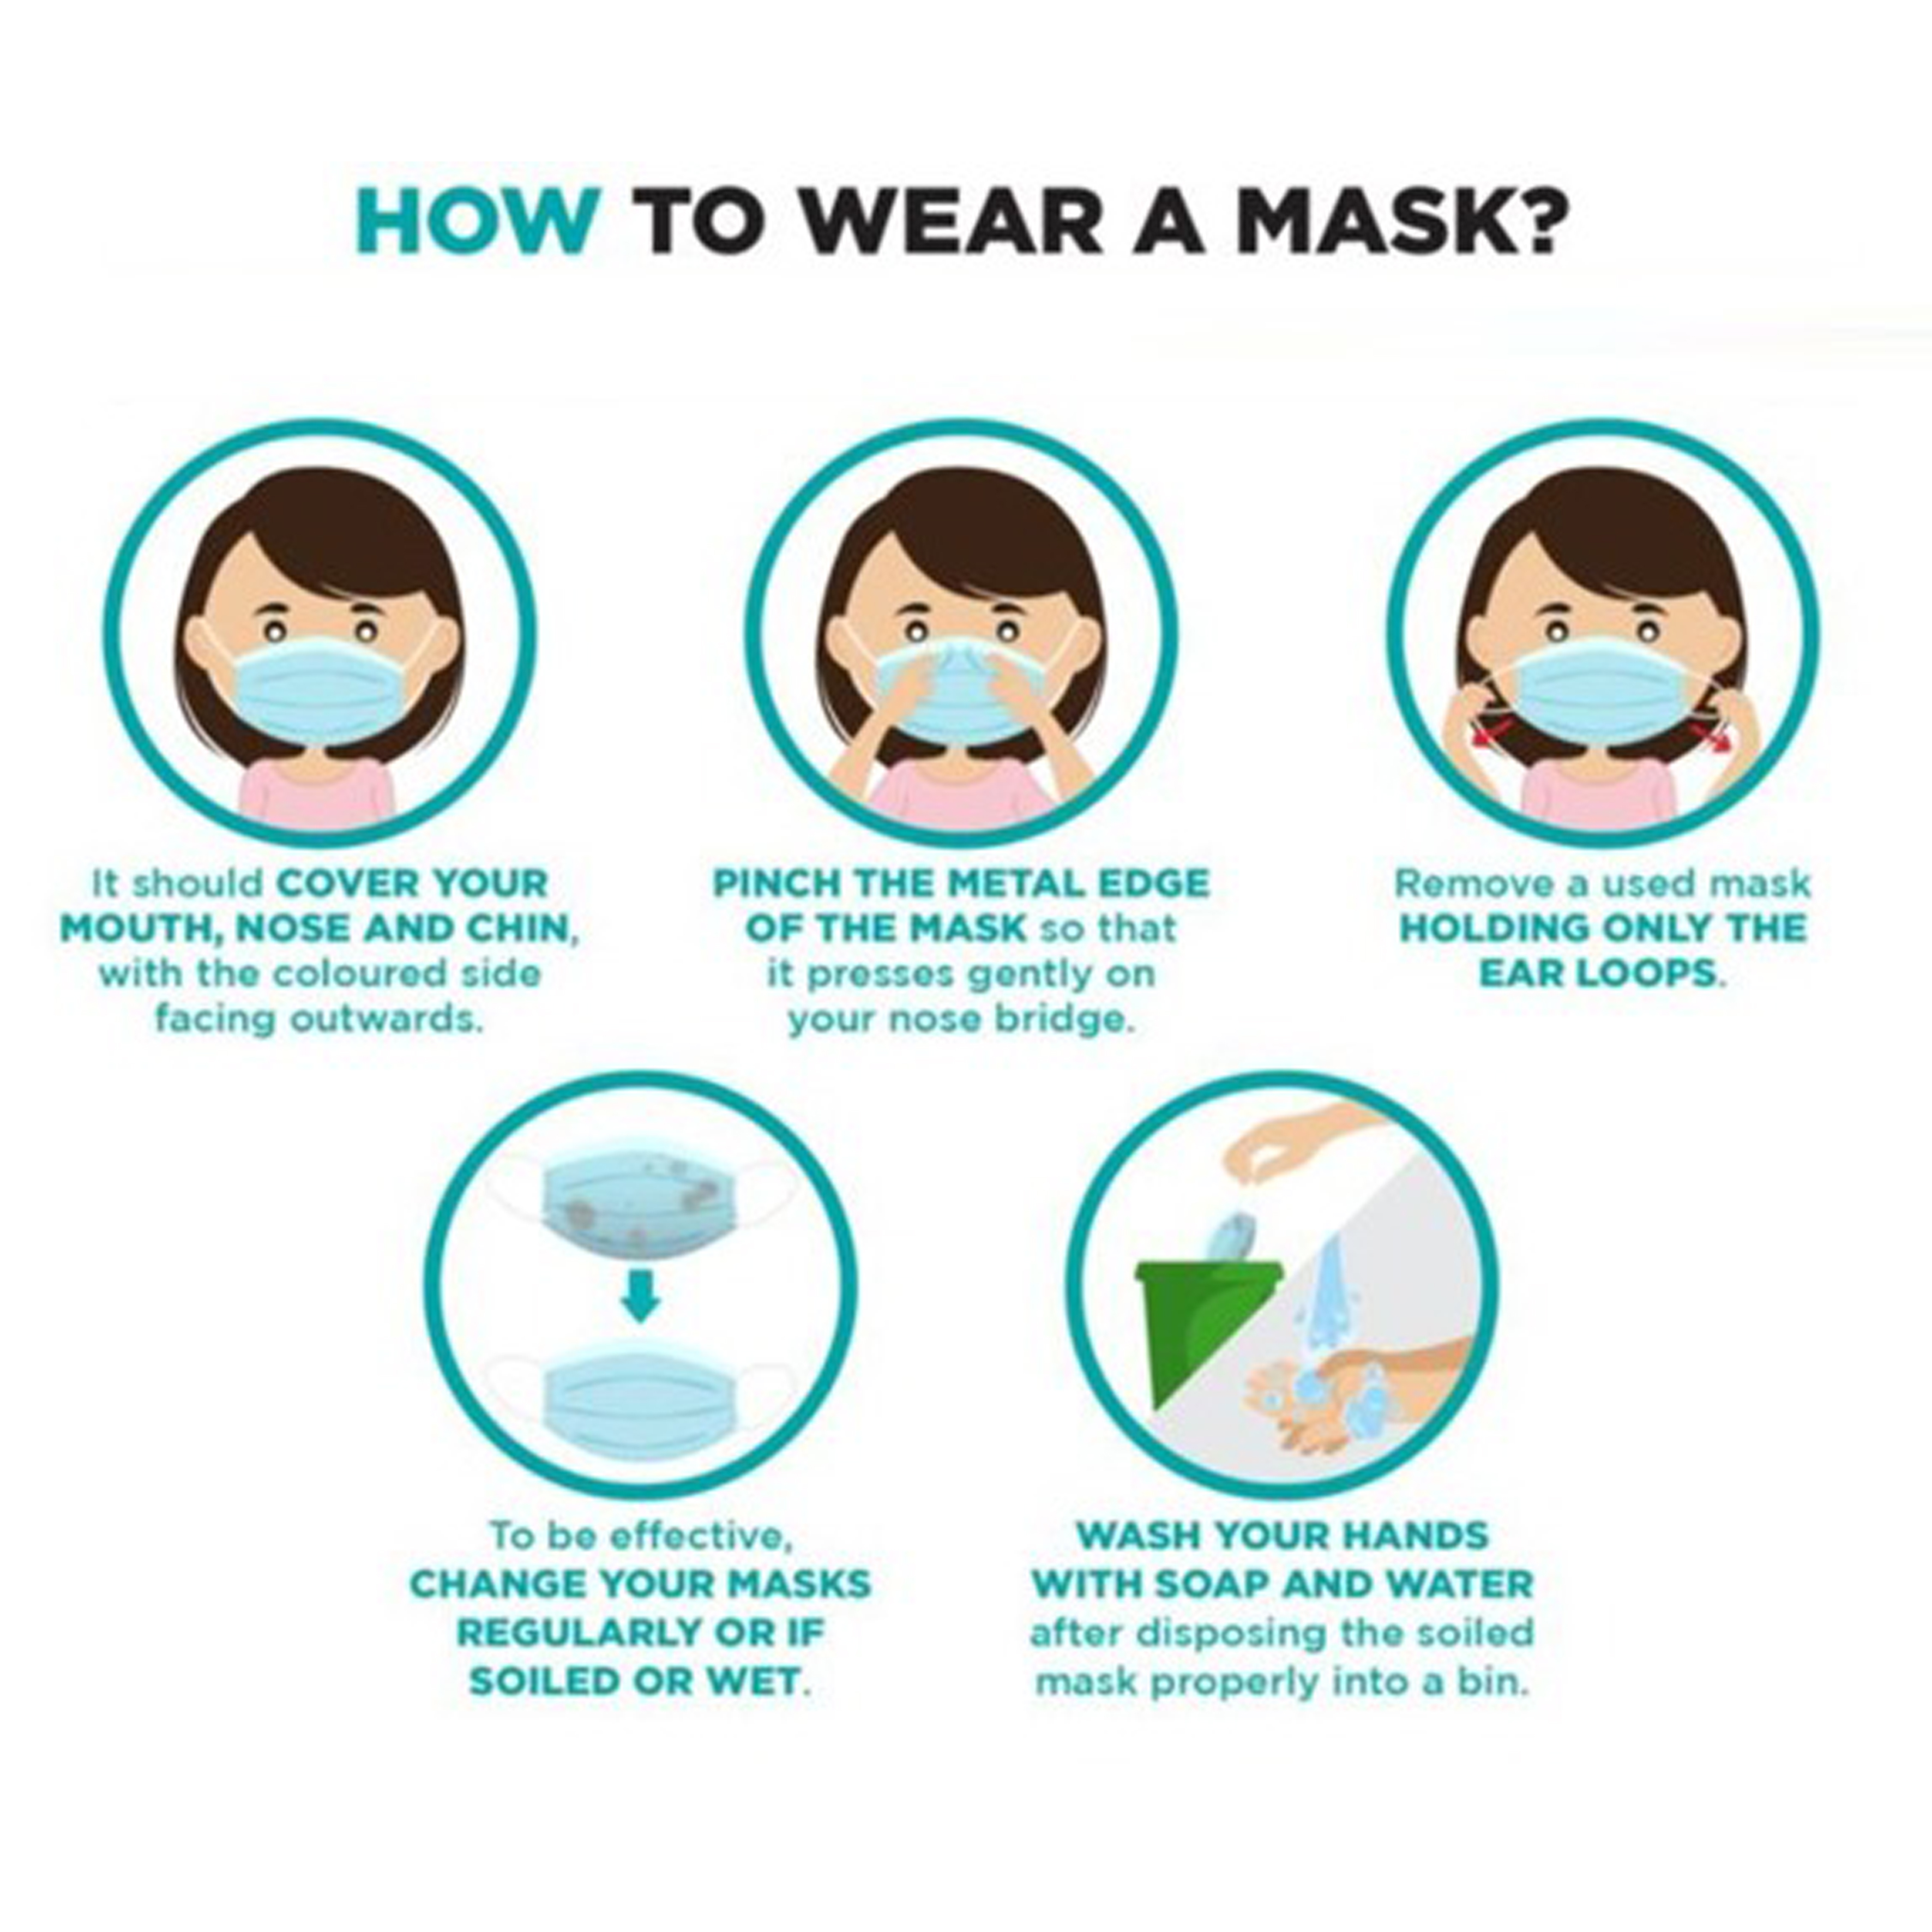 HOW TO WEAR A MASK?
It should COVER YOUR
MOUTH, NOSE AND CHIN,
with the coloured side
facing outwards.
PINCH THE METAL EDGE
OF THE MASK so that
it presses gently on
your nose bridge.
Remove a used mask
HOLDING ONLY THE
EAR LOOPS.
To be effective,
CHANGE YOUR MASKS
REGULARLY OR IF
SOILED OR WET.
WASH YOUR HANDS
WITH SOAP AND WATER
after disposing the soiled
mask properly into a bin.